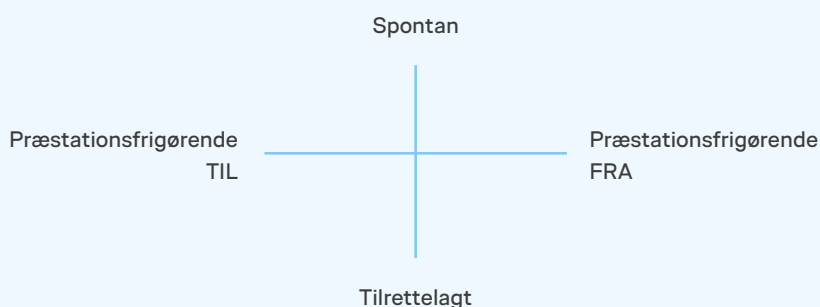 Spontan
Præstationsfrigørende
TIL
Præstationsfrigørende
FRA
Tilrettelagt